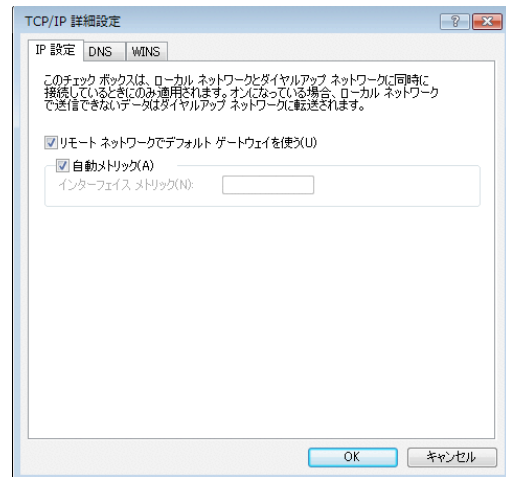 TCP/IP 詳細設定
IP 設定 DNS WINS
このチェック ボックスは、ローカル ネットワークとダイヤルアップ ネットワークに同時に
接続しているときにのみ適用されます。オンになっている場合、ローカル ネットワーク
で送信できないデータはダイヤルアップ ネットワークに転送されます。
リモート ネットワークでデフォルト ゲートウェイを使う(U)
自動メトリック(A)
インターフェイス メトリック(N):
OK キャンセル